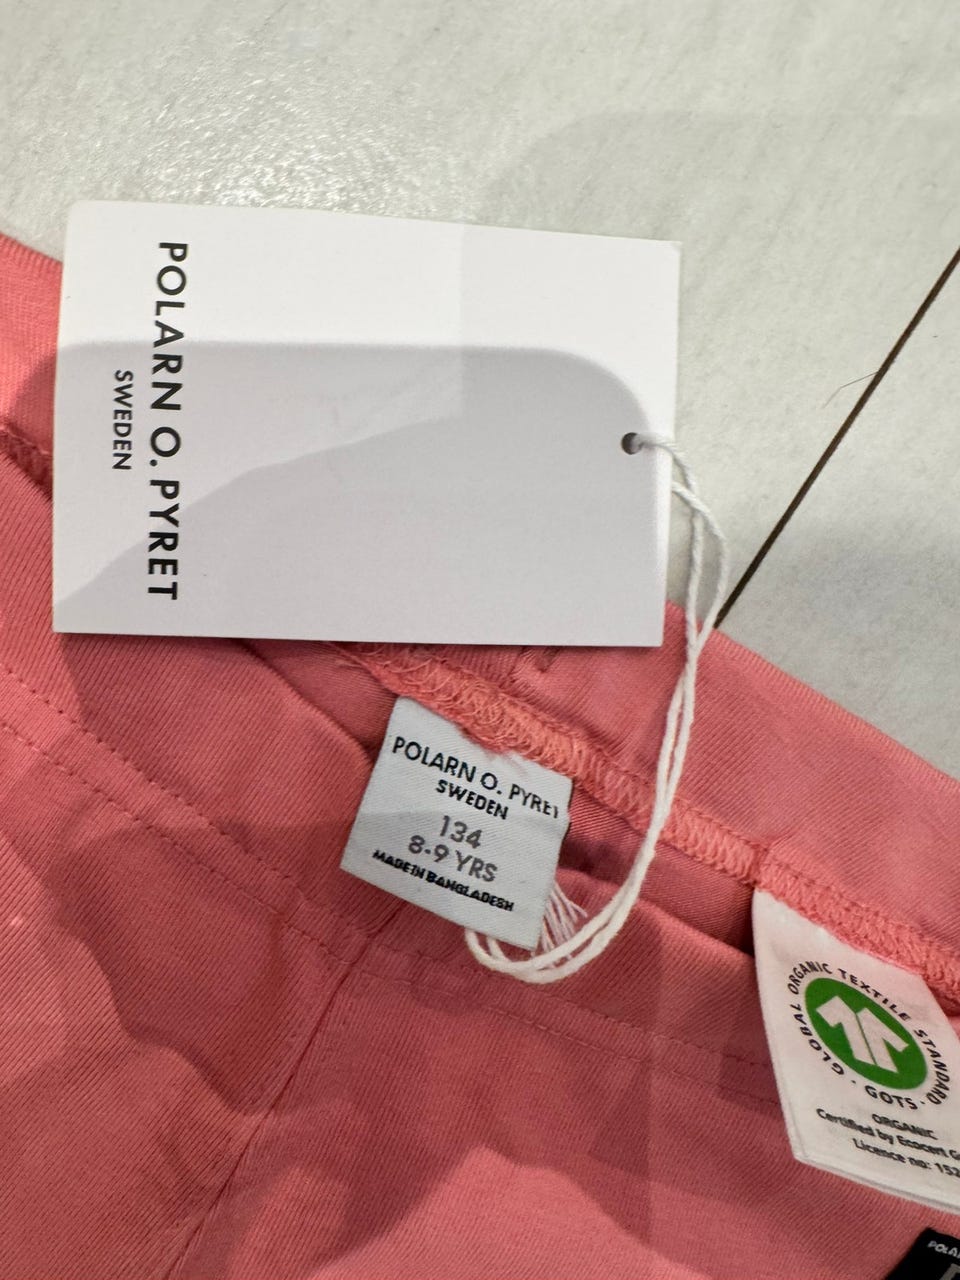 POLARN O. PYRET
SWEDEN
POLARN O. PYRET
SWEDEN
134
8-9 YRS
MADE IN BANGLADESH
GLOBAL ORGANIC TEXTILE STANDARD
· GOTS ·
ORGANIC
Certified by Ecocert
Licence no: